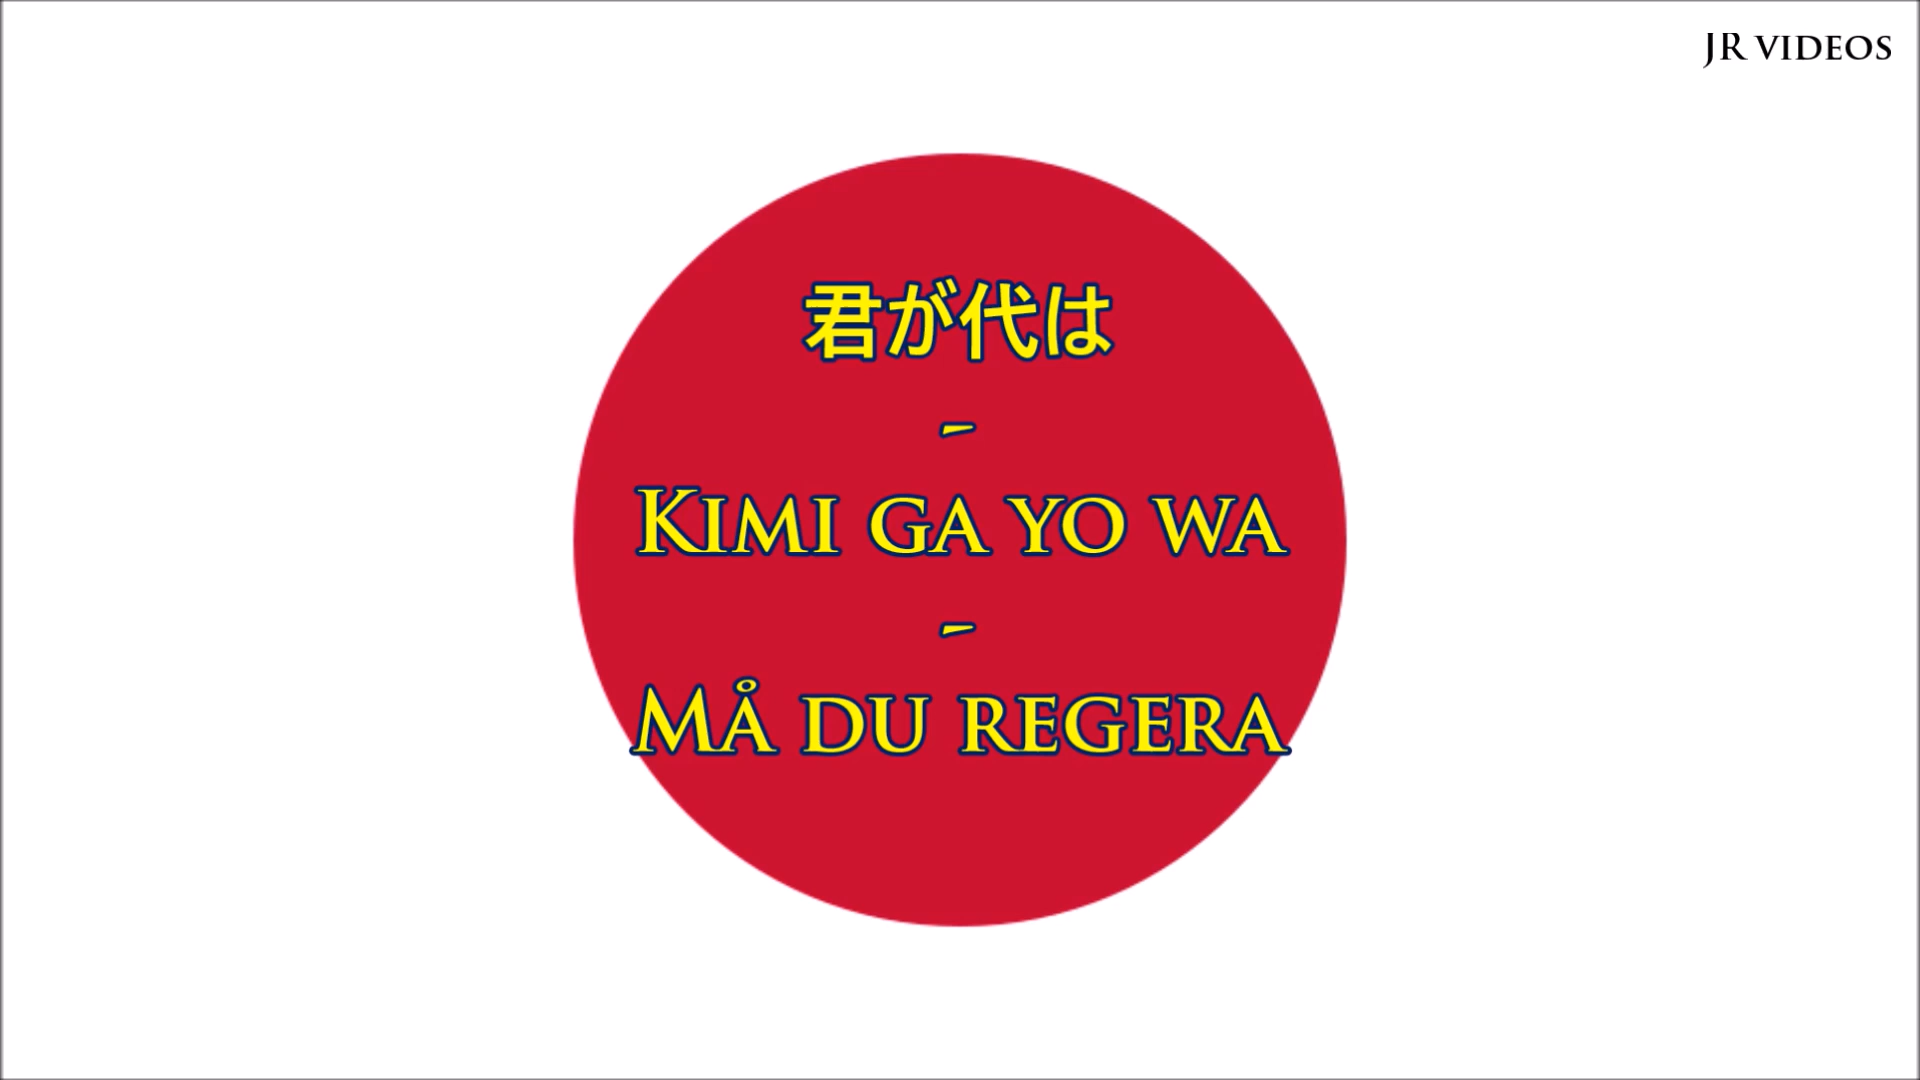 JR VIDEOS
君が代は
-
KIMI GA YO WA
-
MÅ DU REGERA